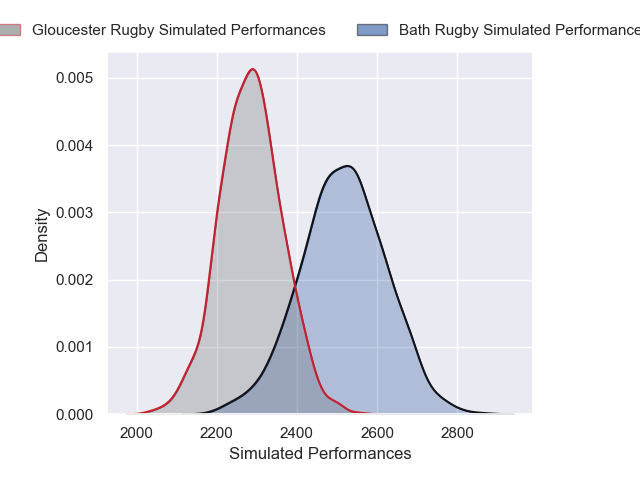 Gloucester Rugby Simulated Performances
Bath Rugby Simulated Performance
0.005
0.004
0.003
0.002
0.001
0.000
Density
2000 2200 2400 2600 2800
Simulated Performances